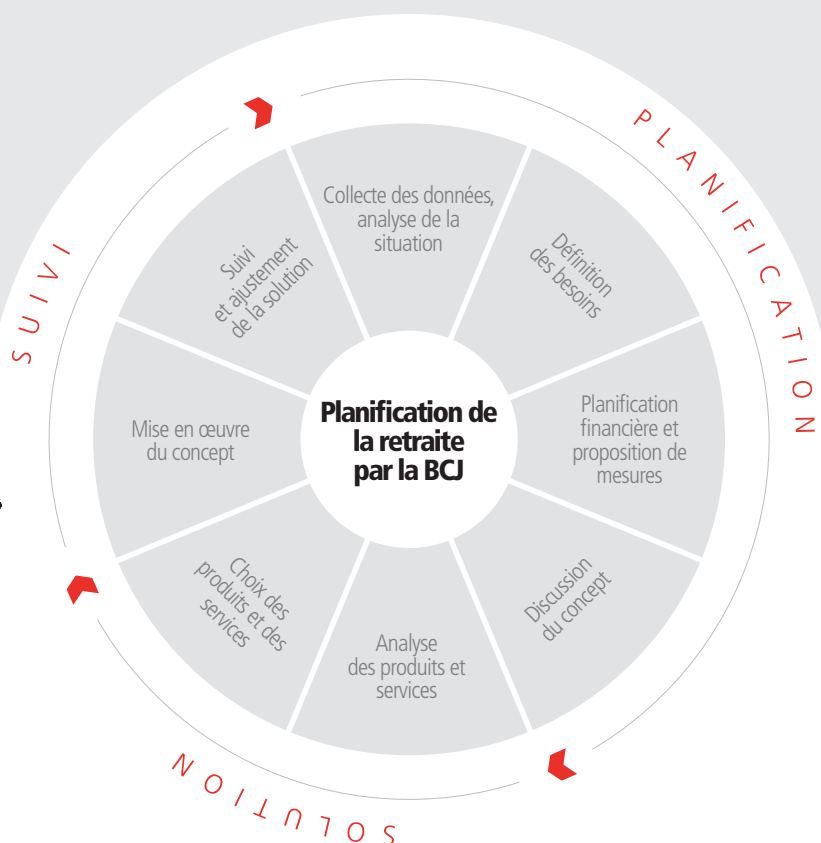 PLANIFICATION
Collecte des données,
analyse de la
situation
Définition
des besoins
Planification
financière et
proposition de
mesures
Discussion
du concept
SOLUTION
Analyse
des produits et
services
Choix des
produits et des
services
SUIVI
Mise en œuvre
du concept
Suivi
et ajustement
de la solution
Planification de
la retraite
par la BCJ